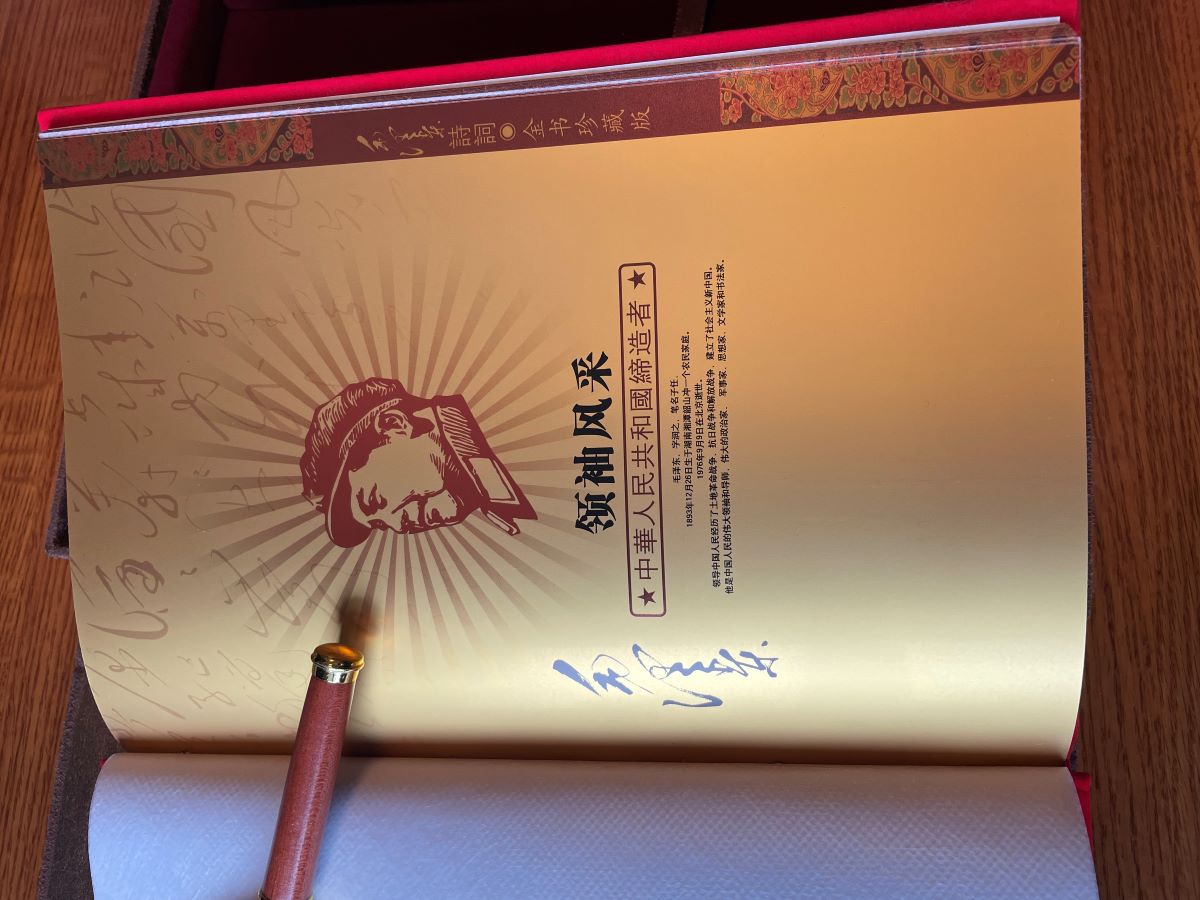 毛泽东
詩詞●金书珍藏版
领袖风采
★中華人民共和國締造者★
毛泽东，字润之，笔名子任。
1893年12月26日生于湖南湘潭韶山冲一个农民家庭。
1976年9月9日在北京逝世。
领导中国人民经历了土地革命战争、抗日战争和解放战争，建立了社会主义新中国。
他是中国人民的伟大领袖和导师，伟大的政治家、军事家、思想家、文学家和书法家。
毛泽东